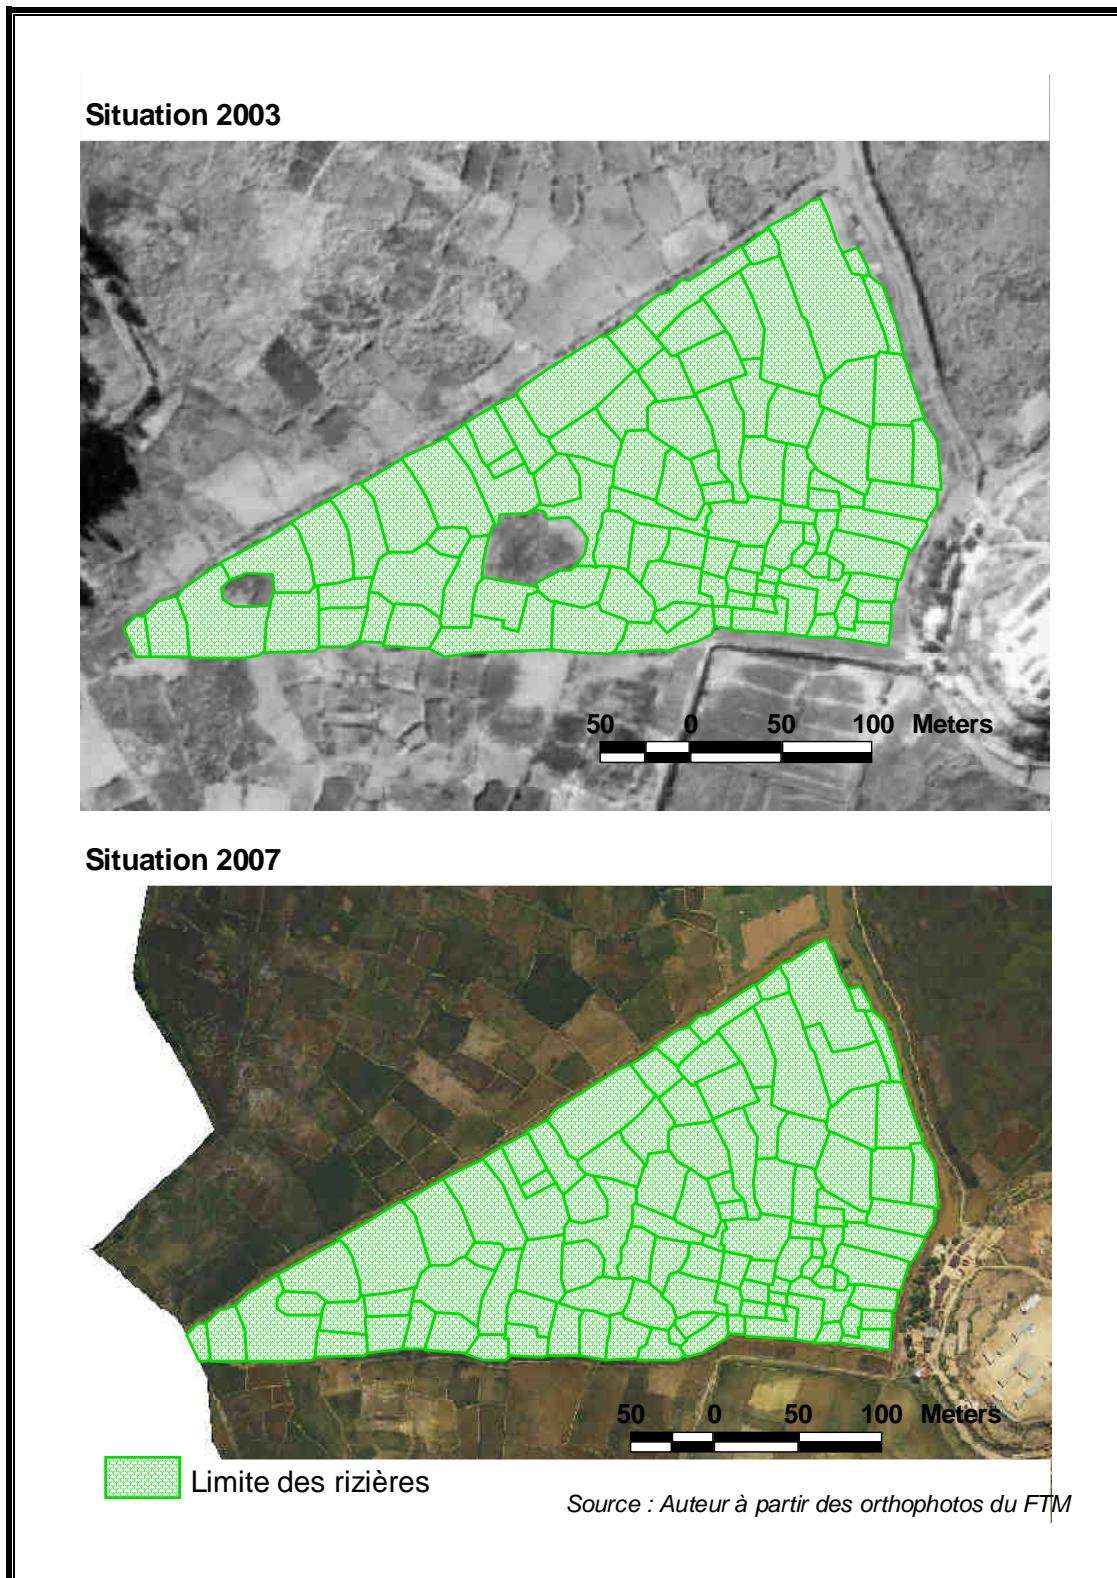 Situation 2003
50 0 50 100 Meters
Situation 2007
50 0 50 100 Meters
Limite des rizières
Source : Auteur à partir des orthophotos du FTM